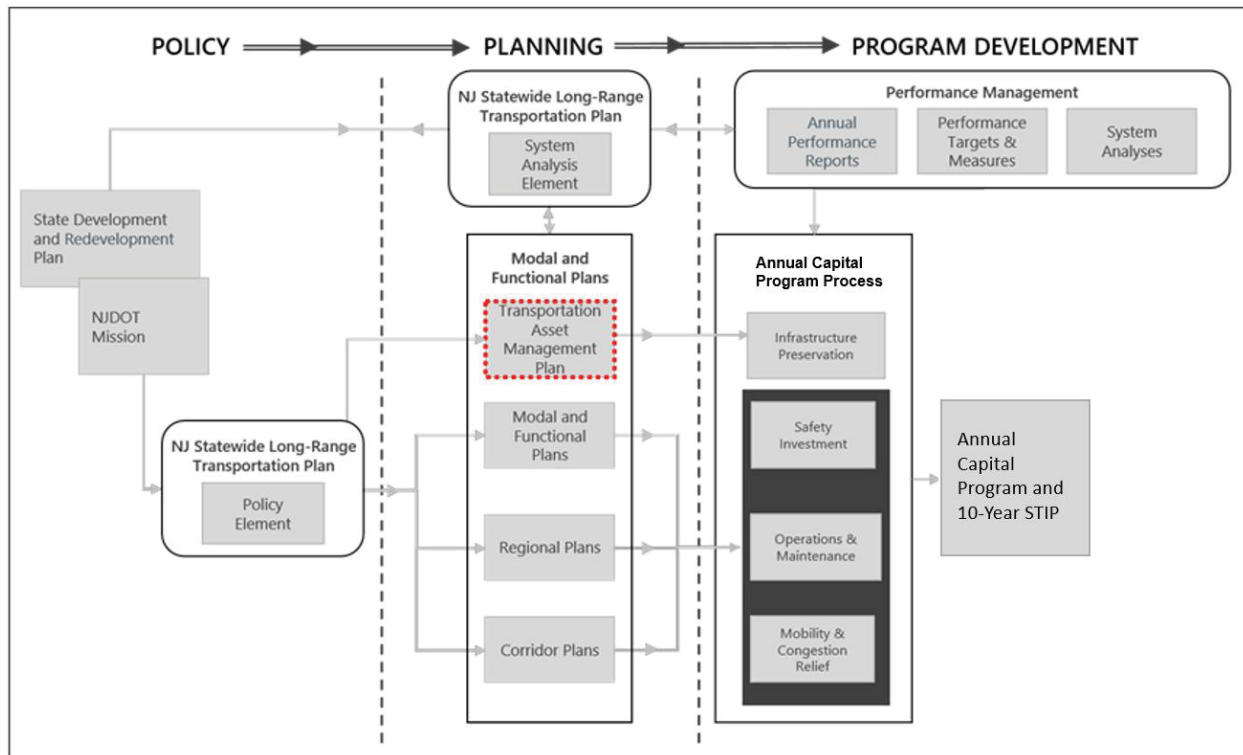 POLICY
PLANNING
PROGRAM DEVELOPMENT
NJ Statewide Long-Range
Transportation Plan
System
Analysis
Element
Performance Management
Annual
Performance
Reports
Performance
Targets &
Measures
System
Analyses
State Development
and Redevelopment
Plan
NJDOT
Mission
NJ Statewide Long-Range
Transportation Plan
Policy
Element
Modal and
Functional Plans
Transportation
Asset
Management
Plan
Modal and
Functional
Plans
Regional Plans
Corridor Plans
Annual Capital
Program Process
Infrastructure
Preservation
Safety
Investment
Operations &
Maintenance
Mobility &
Congestion
Relief
Annual
Capital
Program and
10-Year STIP